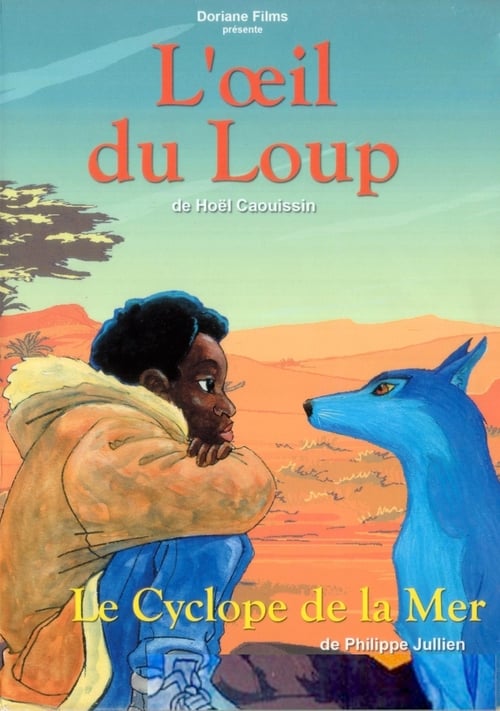 Doriane Films
présente
L'œil
du Loup
de Hoël Caouissin
Le Cyclope de la Mer
de Philippe Jullien